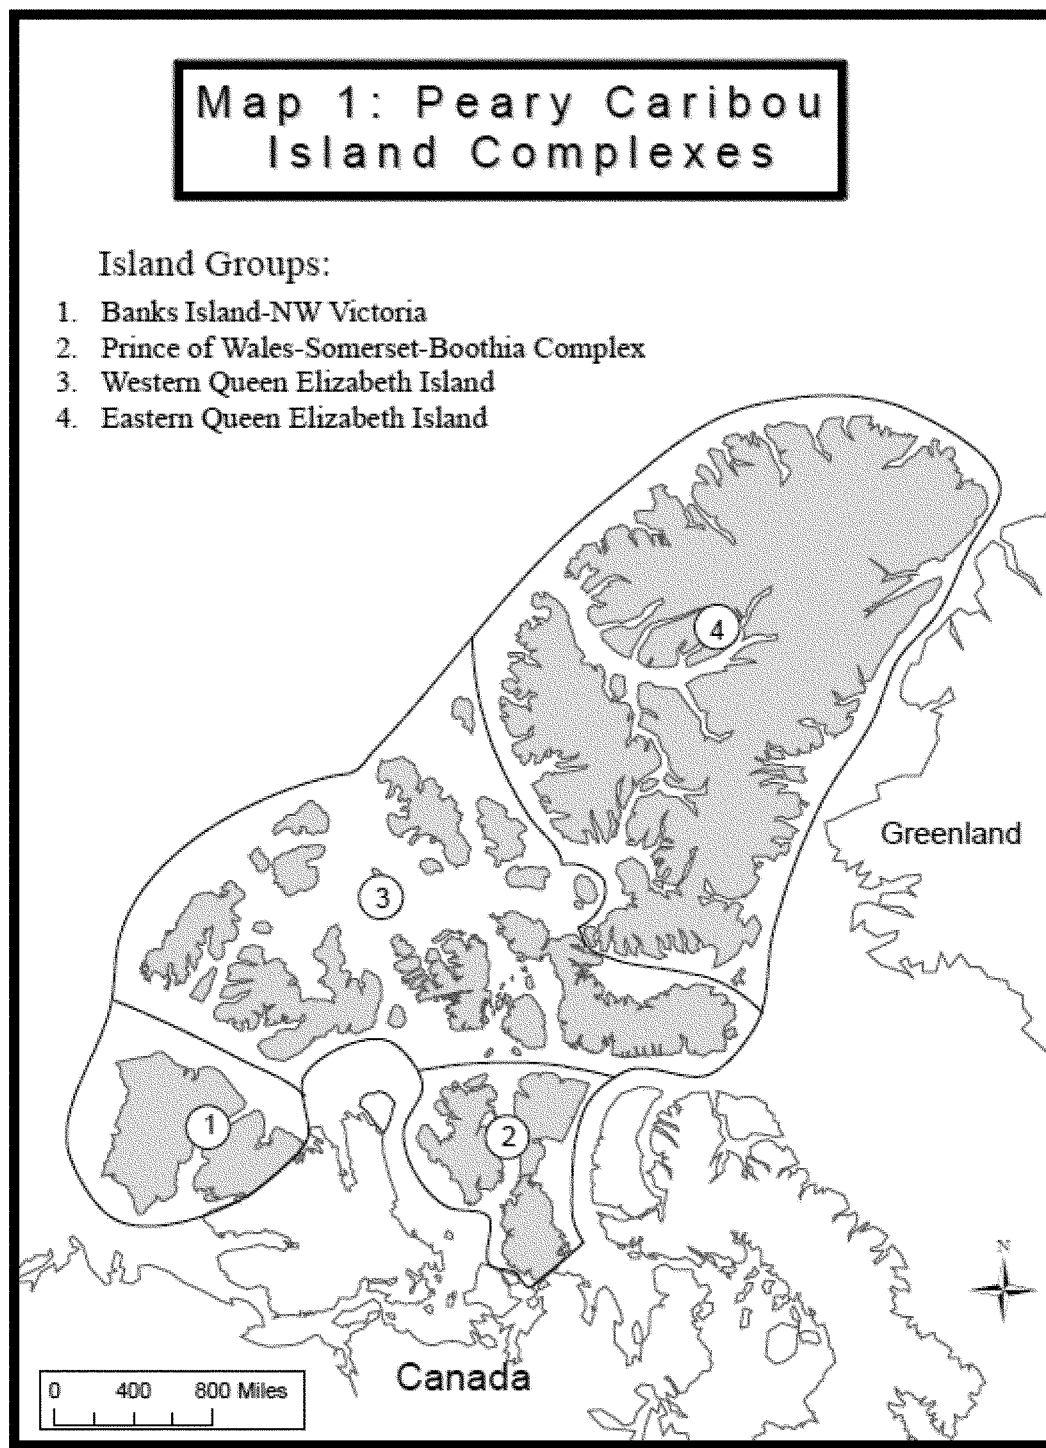 Map 1: Peary Caribou
Island Complexes
Island Groups:
1. Banks Island-NW Victoria
2. Prince of Wales-Somerset-Boothia Complex
3. Western Queen Elizabeth Island
4. Eastern Queen Elizabeth Island
4
Greenland
3
1
2
N
Canada
0 400 800 Miles